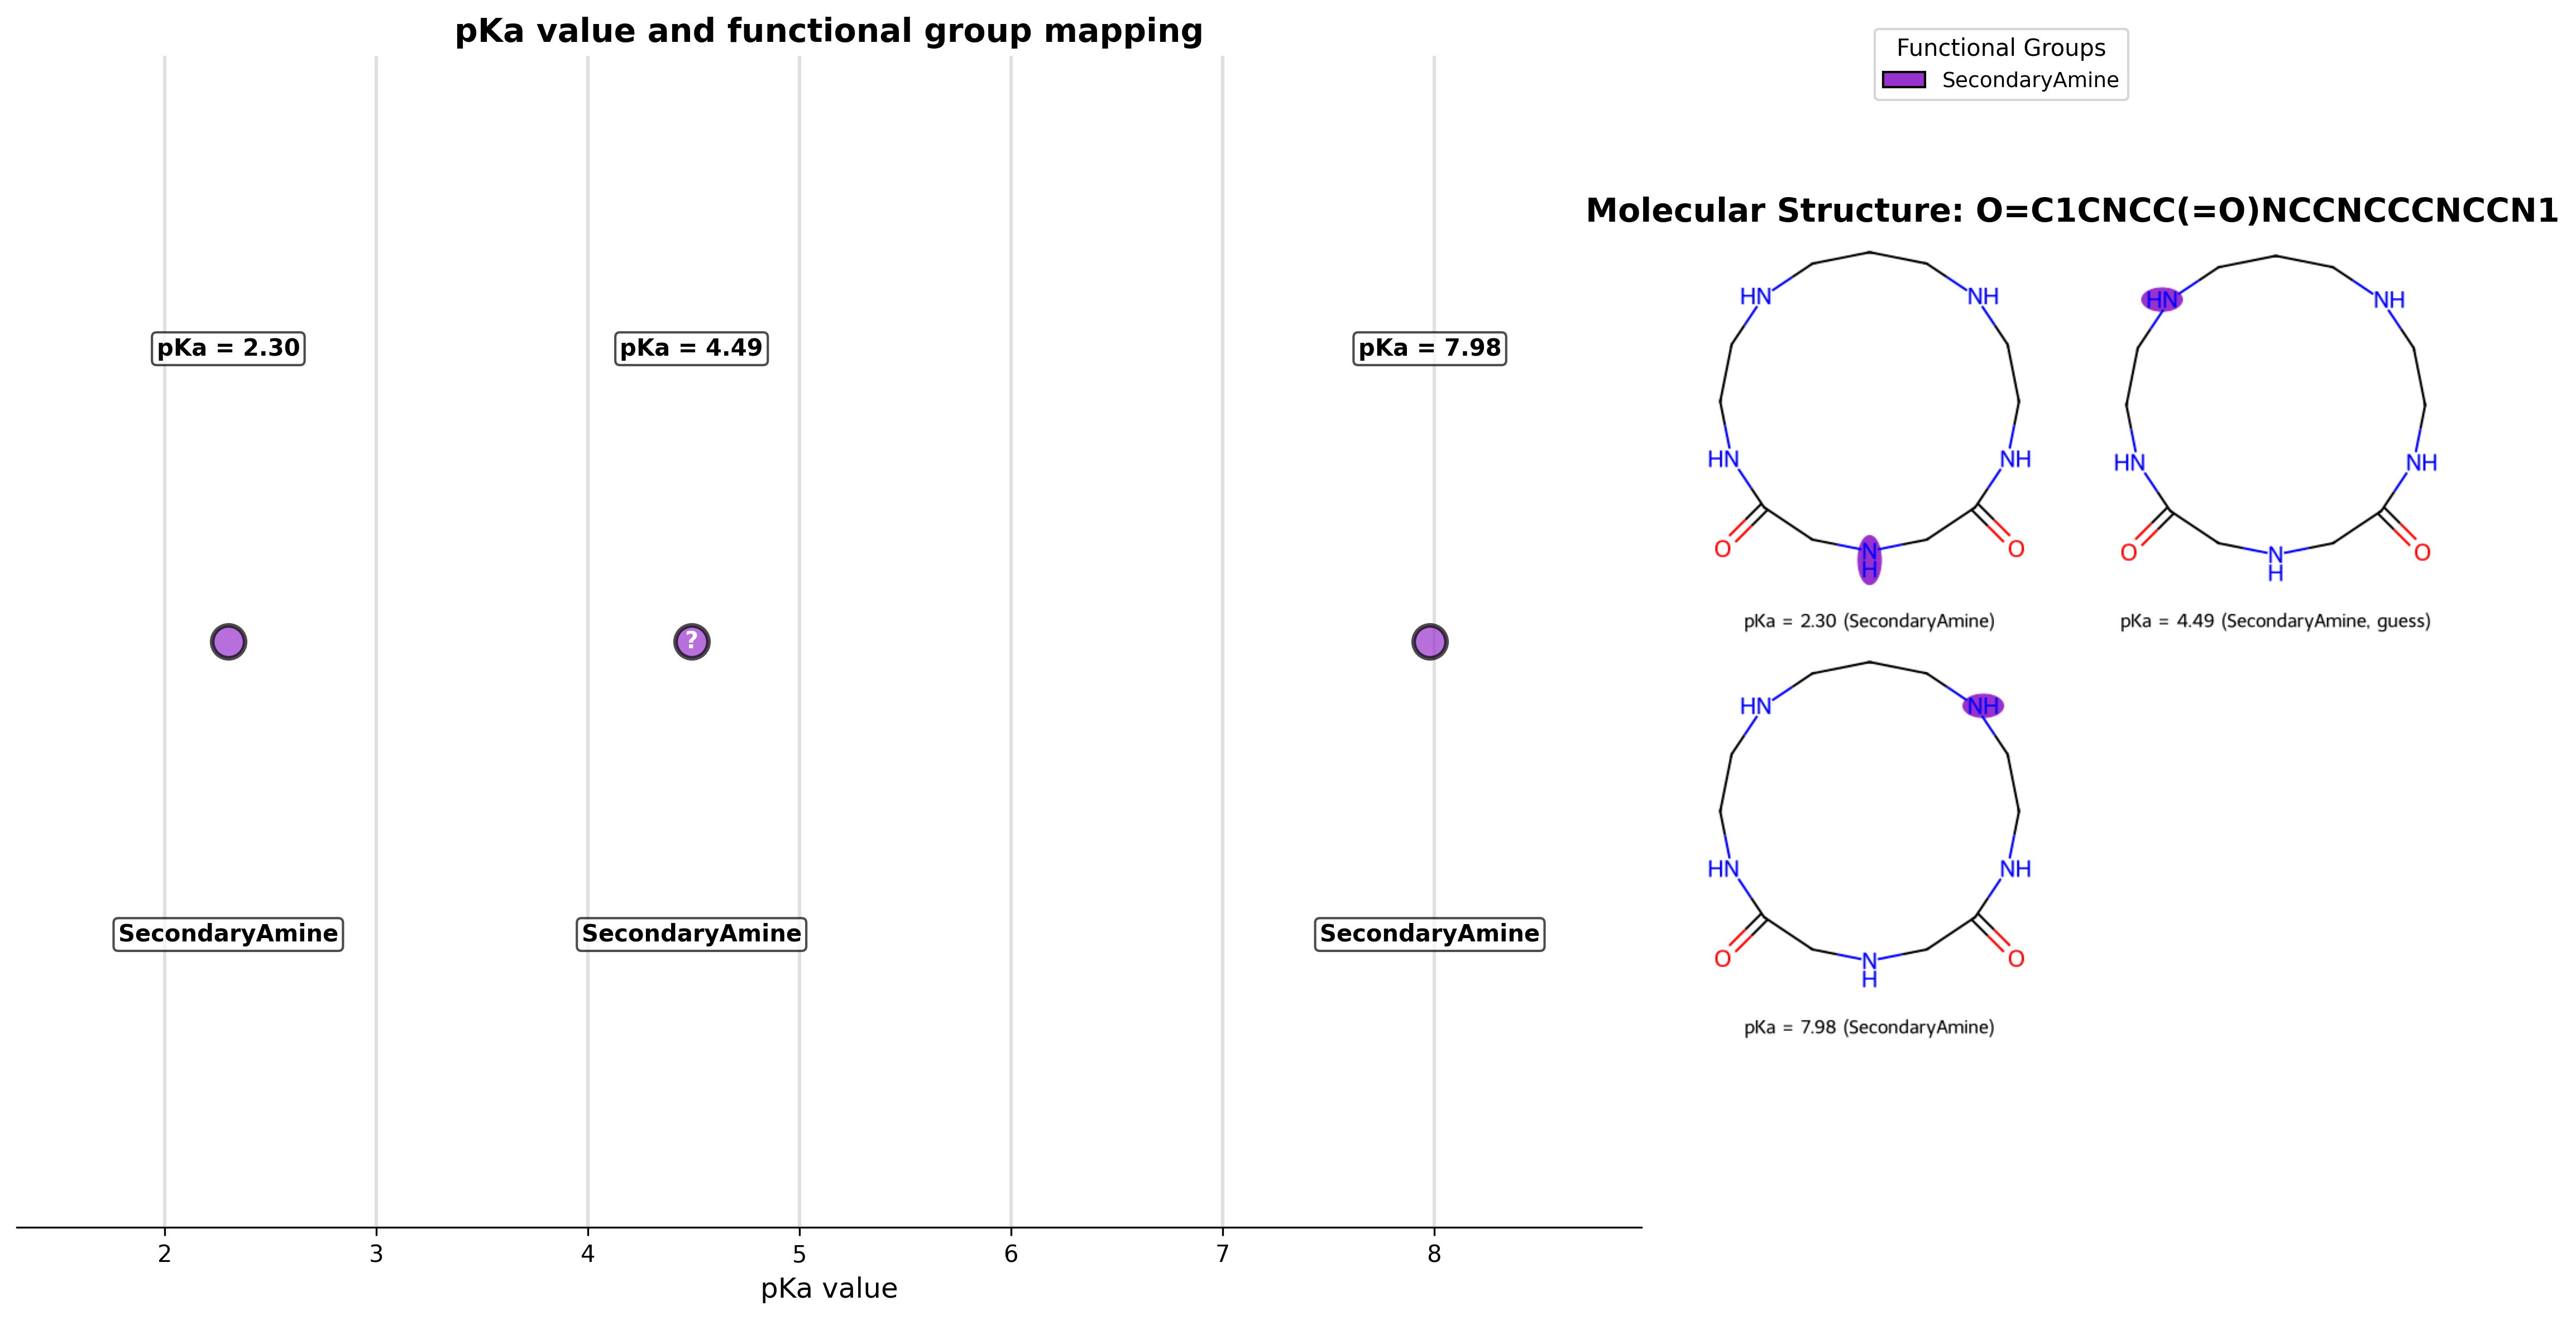 pKa value and functional group mapping
pKa = 2.30
pKa = 4.49
pKa = 7.98
?
SecondaryAmine
SecondaryAmine
SecondaryAmine
2
3
4
5
6
7
8
pKa value
Functional Groups
SecondaryAmine
Molecular Structure: O=C1CNCC(=O)NCCNCCCNCCN1
HN
NH
HN
NH
O
N
H
O
pKa = 2.30 (SecondaryAmine)
HN
NH
HN
NH
O
N
H
O
pKa = 4.49 (SecondaryAmine, guess)
HN
NH
HN
NH
O
N
H
O
pKa = 7.98 (SecondaryAmine)